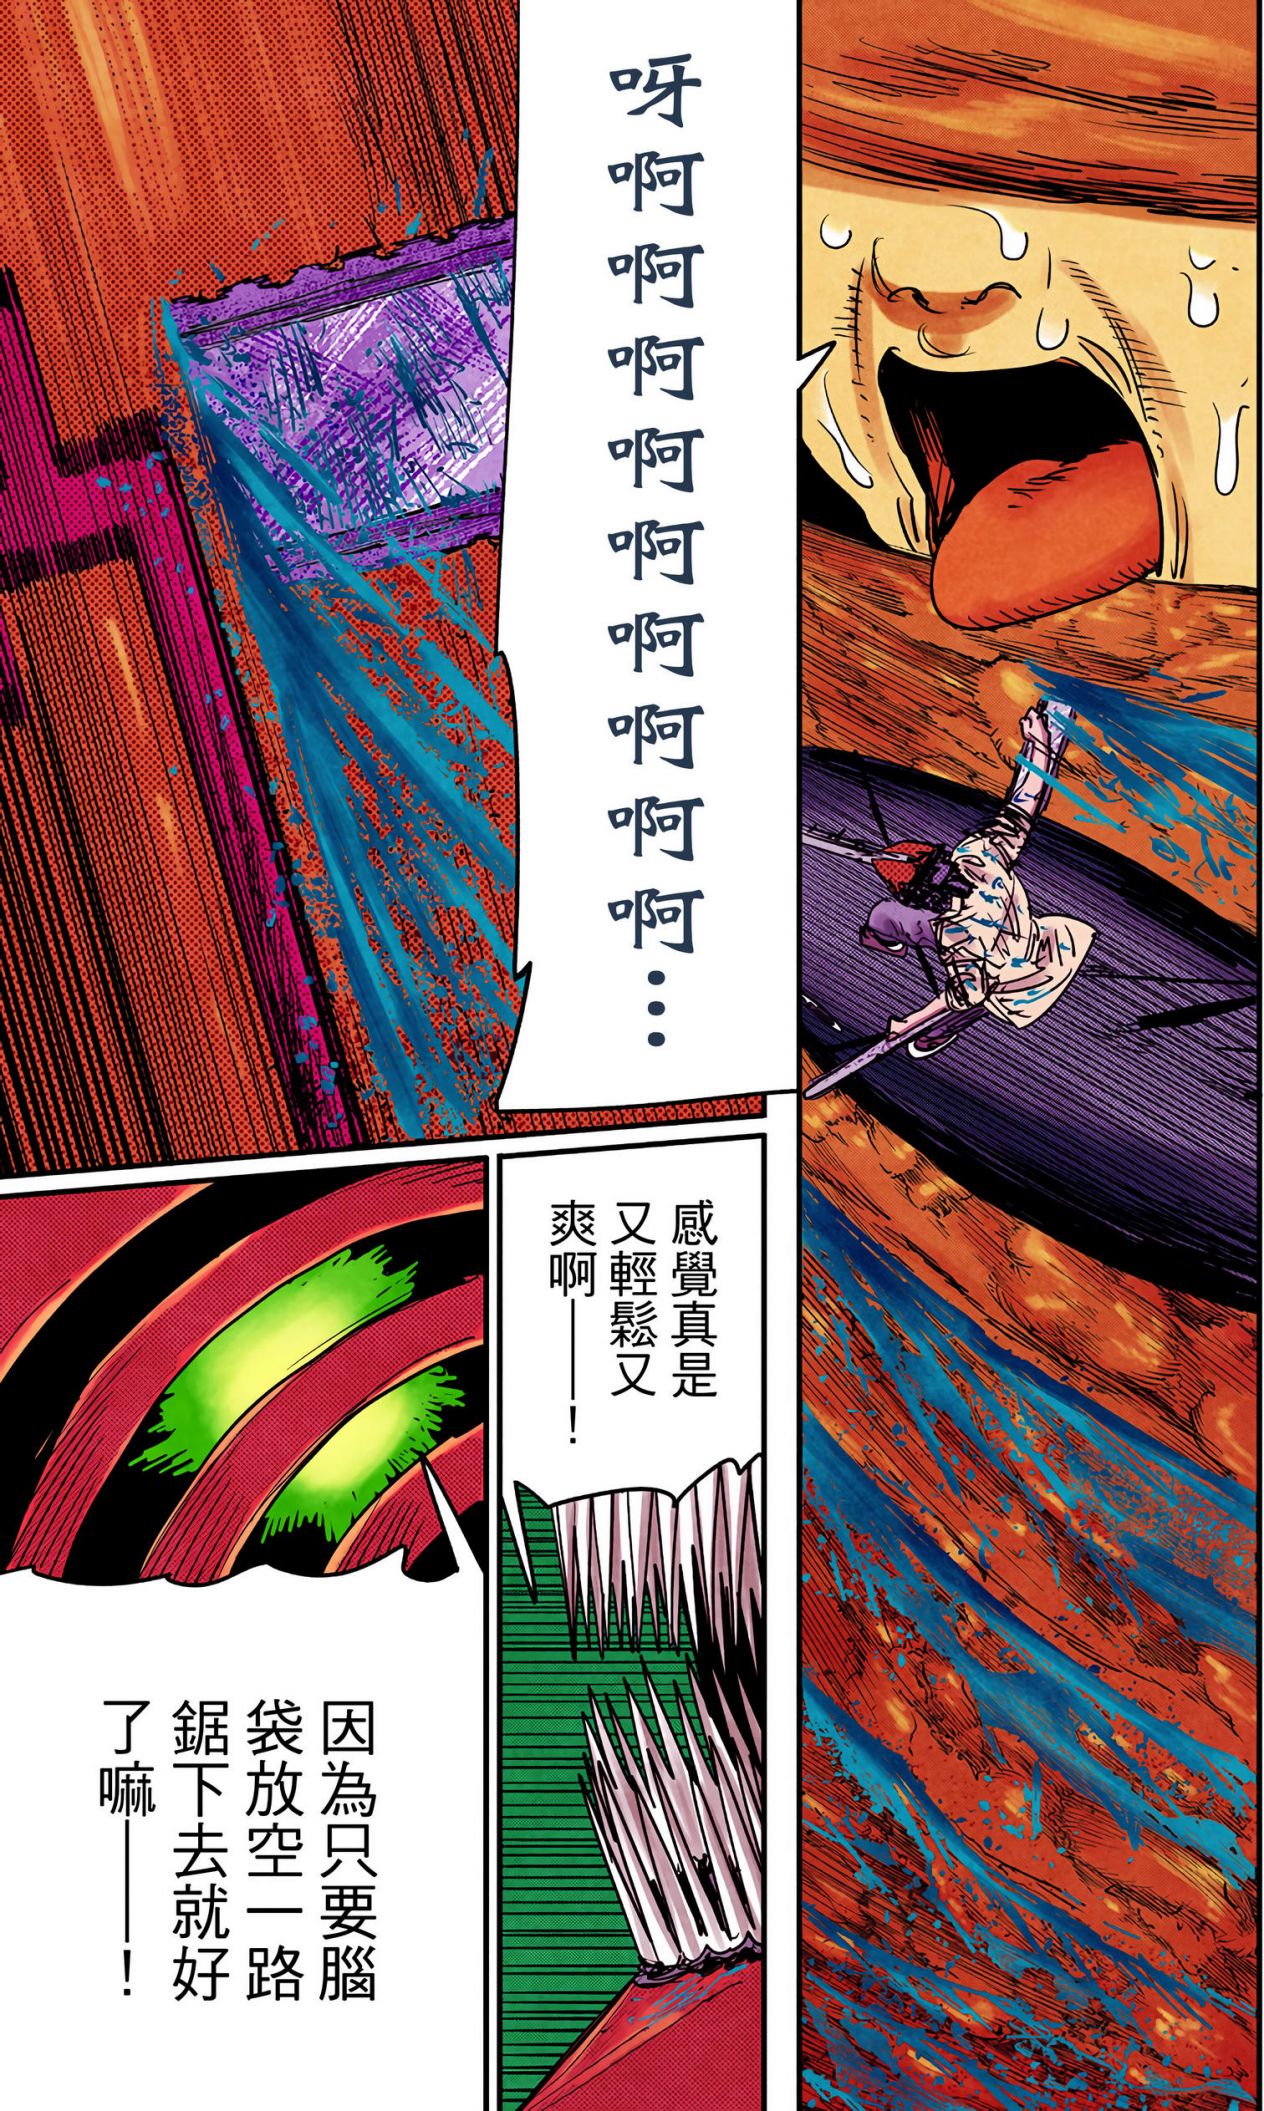 呀啊啊啊啊啊啊啊啊啊…
感覺真是
又輕鬆又
爽啊——！
因為只要腦
袋放空一路
鋸下去就好
了嘛——！